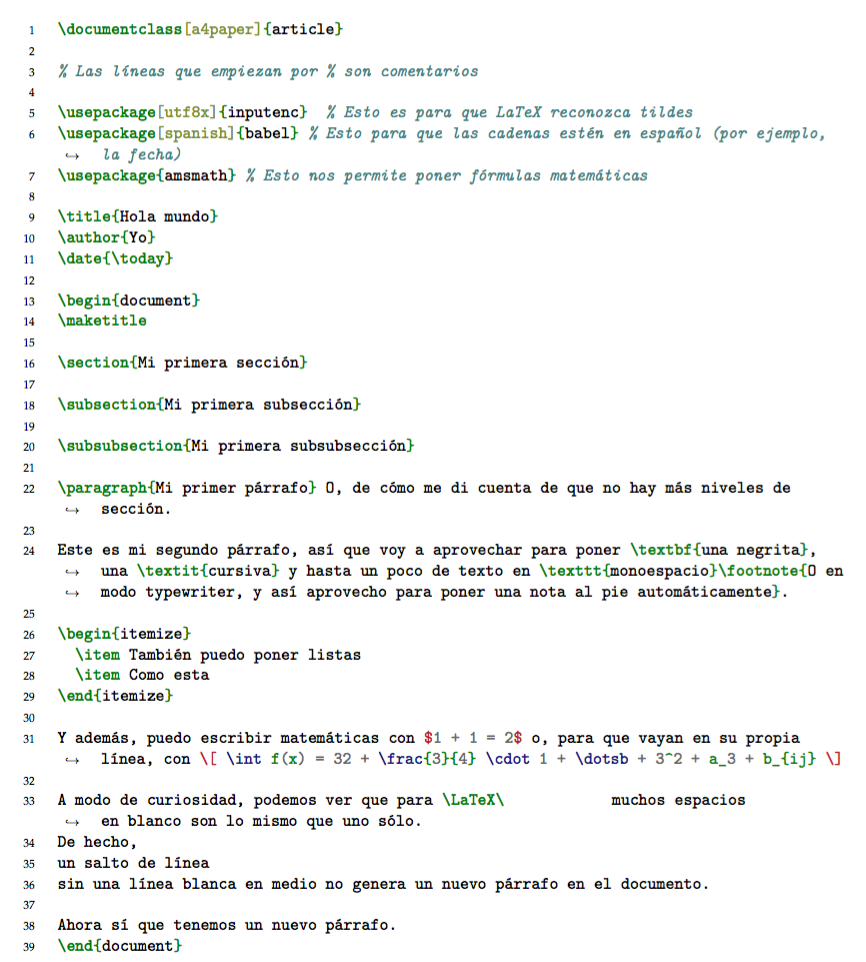 1 \documentclass[a4paper]{article}
2
3 % Las líneas que empiezan por % son comentarios
4
5 \usepackage[utf8x]{inputenc}  % Esto es para que LaTeX reconozca tildes
6 \usepackage[spanish]{babel} % Esto para que las cadenas estén en español (por ejemplo,
↪ la fecha)
7 \usepackage{amsmath} % Esto nos permite poner fórmulas matemáticas
8
9 \title{Hola mundo}
10 \author{Yo}
11 \date{\today}
12
13 \begin{document}
14 \maketitle
15
16 \section{Mi primera sección}
17
18 \subsection{Mi primera subsección}
19
20 \subsubsection{Mi primera subsubsección}
21
22 \paragraph{Mi primer párrafo} O, de cómo me di cuenta de que no hay más niveles de
↪ sección.
23
24 Este es mi segundo párrafo, así que voy a aprovechar para poner \textbf{una negrita},
↪ una \textit{cursiva} y hasta un poco de texto en \texttt{monoespacio}\footnote{O en
↪ modo typewriter, y así aprovecho para poner una nota al pie automáticamente}.
25
26 \begin{itemize}
27   \item También puedo poner listas
28   \item Como esta
29 \end{itemize}
30
31 Y además, puedo escribir matemáticas con $1 + 1 = 2$ o, para que vayan en su propia
↪ línea, con \[ \int f(x) = 32 + \frac{3}{4} \cdot 1 + \dotsb + 3^2 + a_3 + b_{ij} \]
32
33 A modo de curiosidad, podemos ver que para \LaTeX\            muchos espacios
↪ en blanco son lo mismo que uno sólo.
34 De hecho,
35 un salto de línea
36 sin una línea blanca en medio no genera un nuevo párrafo en el documento.
37
38 Ahora sí que tenemos un nuevo párrafo.
39 \end{document}